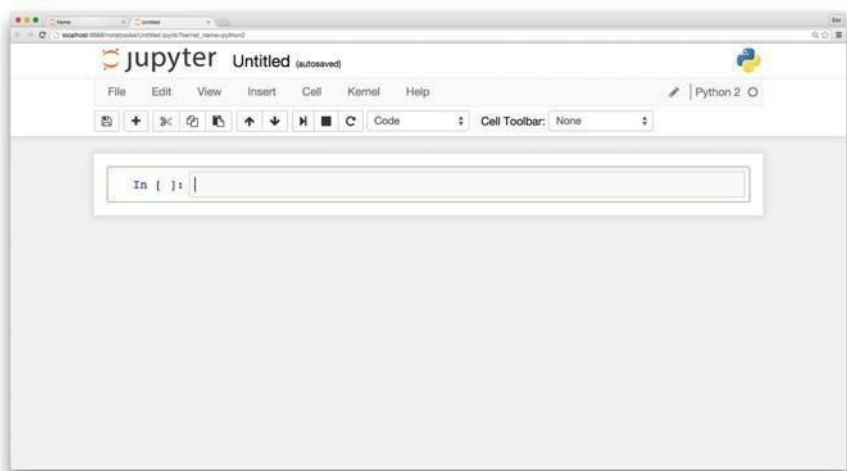 Home
Untitled
localhost:8888/notebooks/Untitled.ipynb?kernel_name=python2
jupyter Untitled (autosaved)
File Edit View Insert Cell Kernel Help Python 2
Code Cell Toolbar: None
In [ ]: